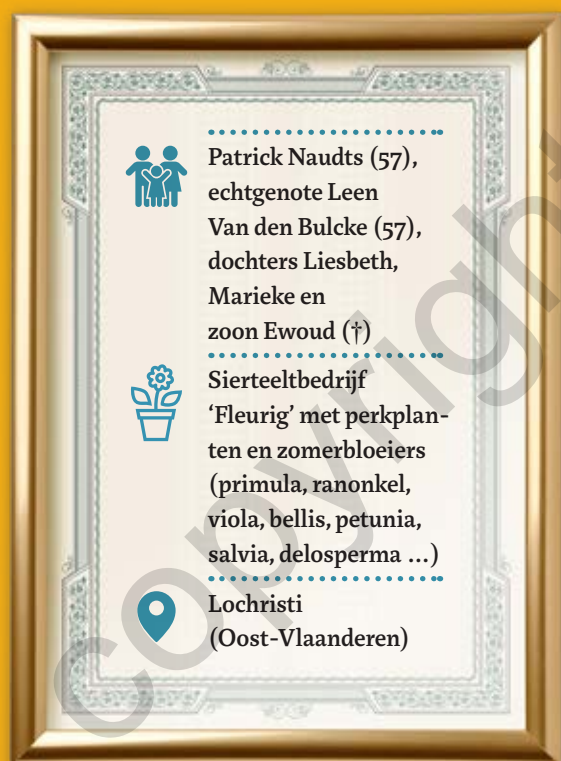 Patrick Naudts (57),
echtgenote Leen
Van den Bulcke (57),
dochters Liesbeth,
Marieke en
zoon Ewoud (†)
Sierteeltbedrijf
‘Fleurig’ met perkplan-
ten en zomerbloeiers
(primula, ranonkel,
viola, bellis, petunia,
salvia, delosperma ...)
Lochristi
(Oost-Vlaanderen)
copyright